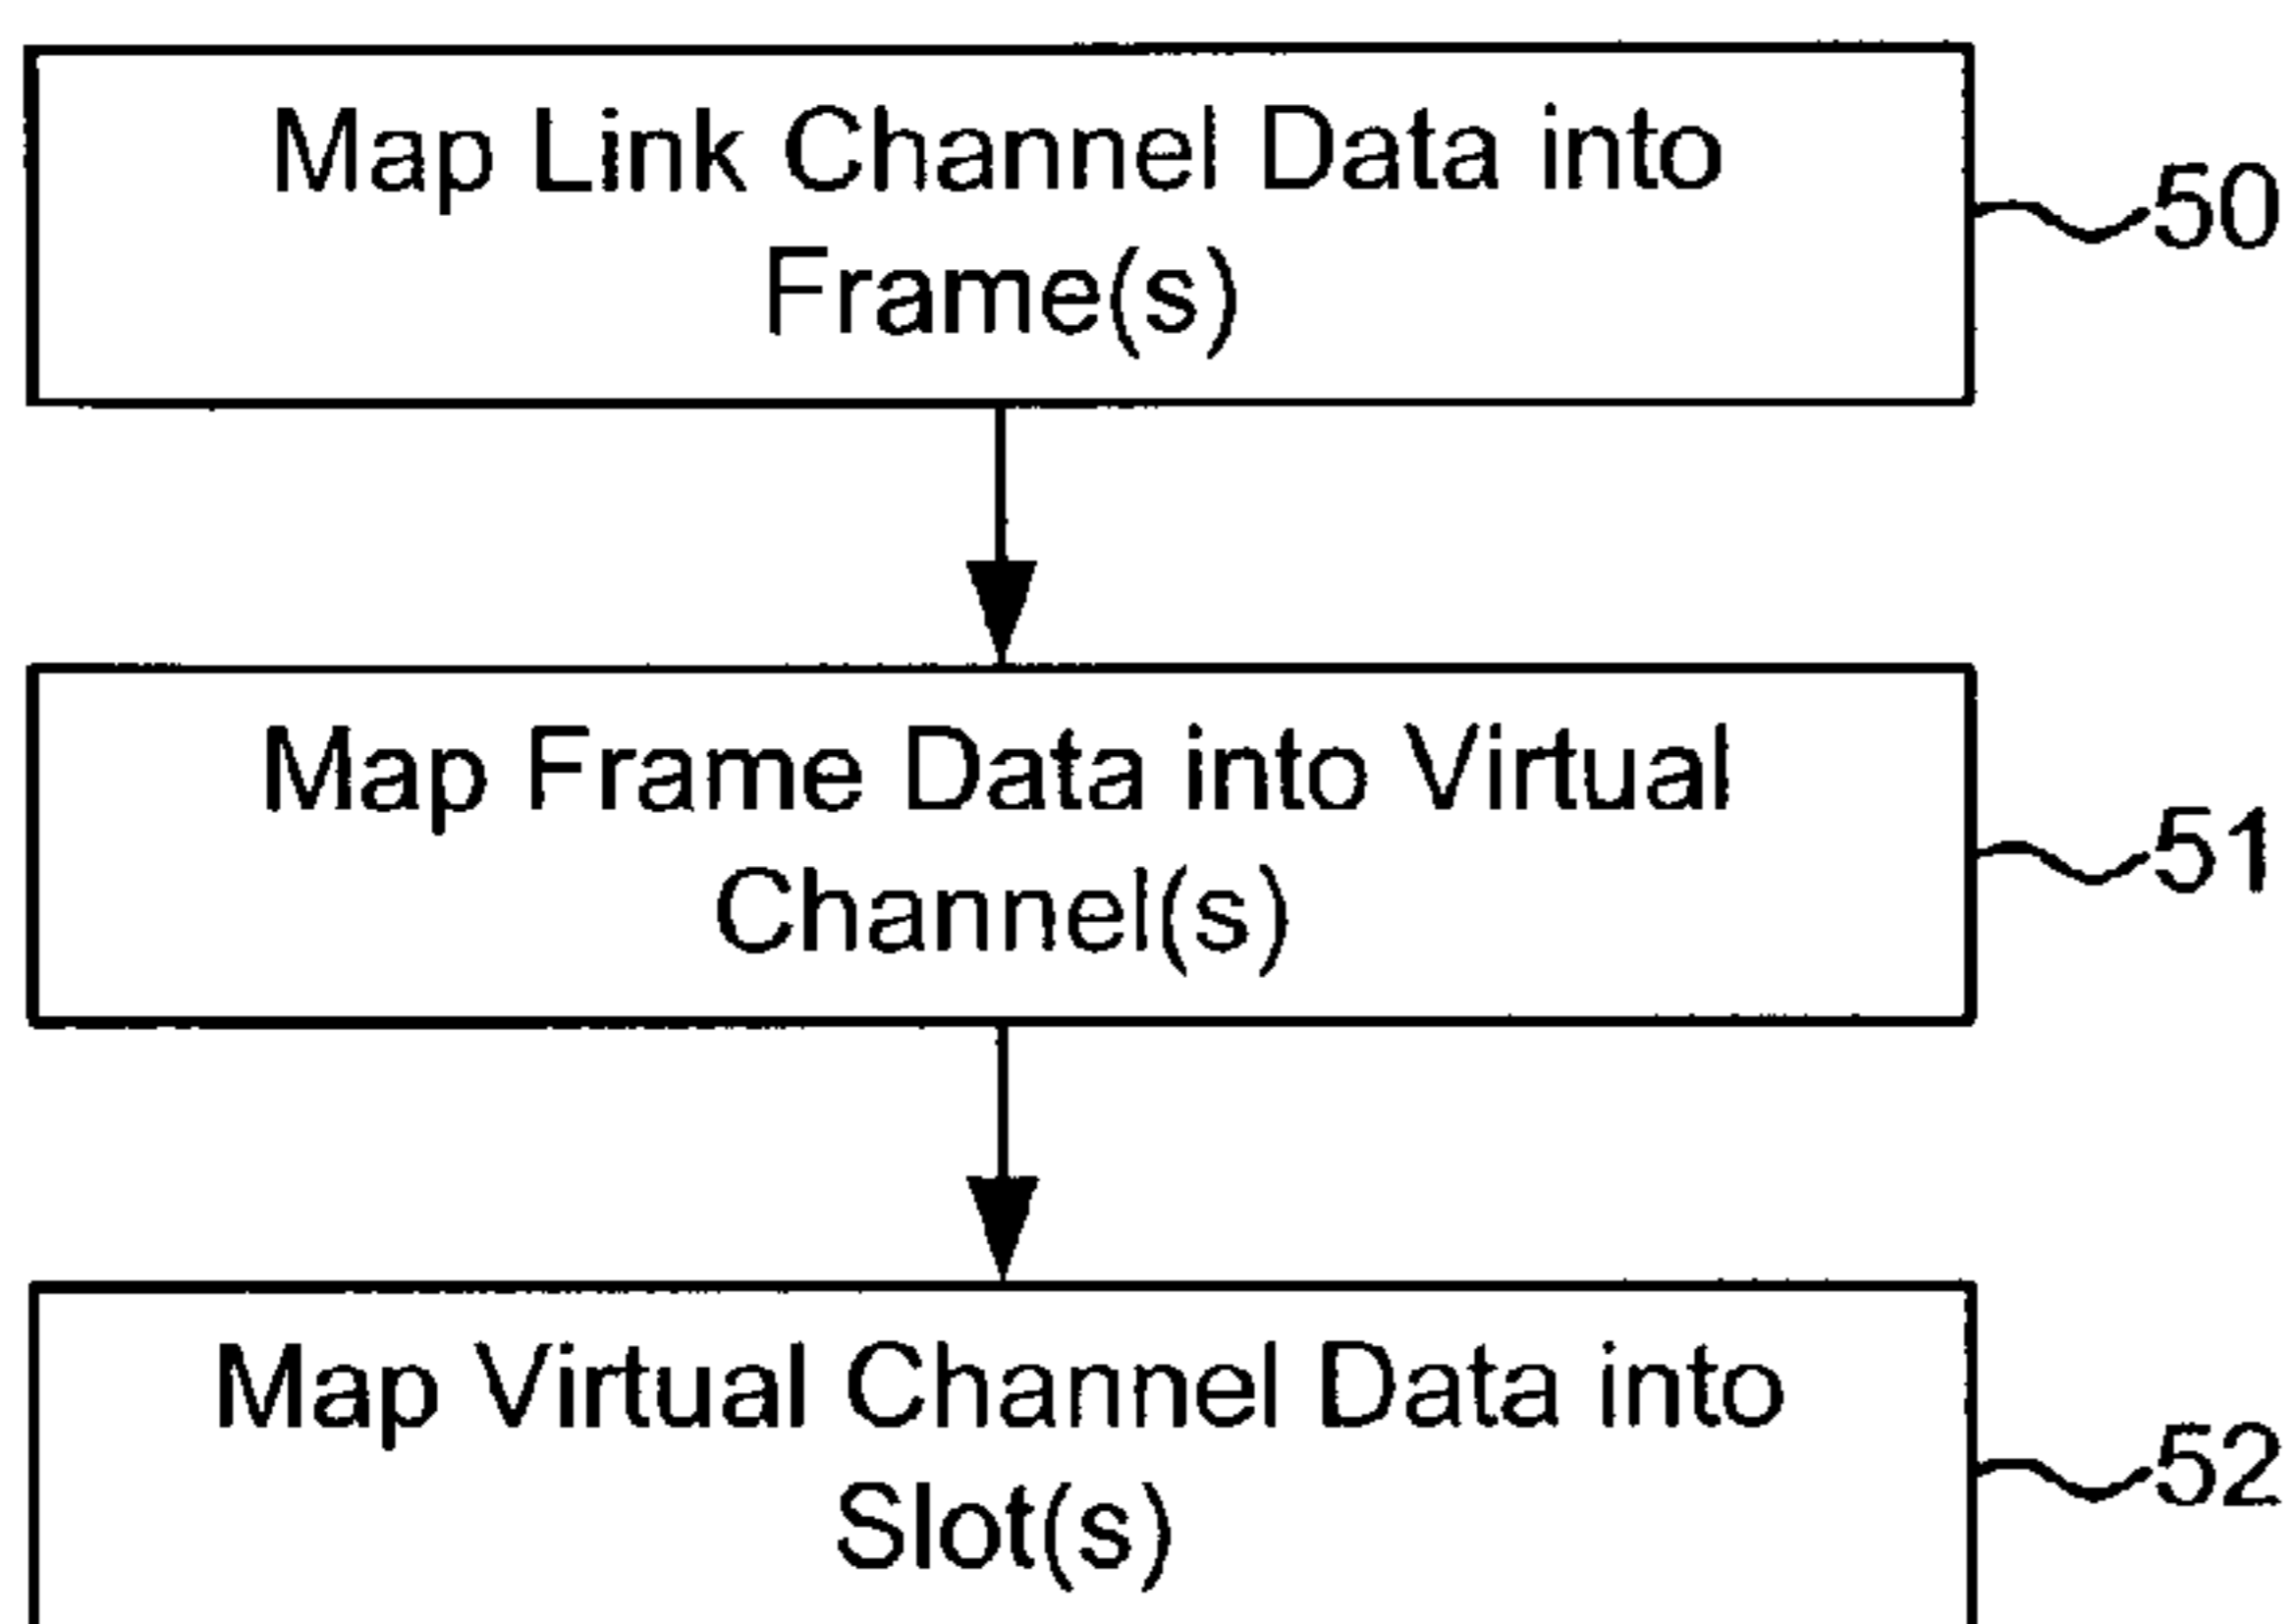 Map Link Channel Data into
Frame(s)
50
Map Frame Data into Virtual
Channel(s)
51
Map Virtual Channel Data into
Slot(s)
52